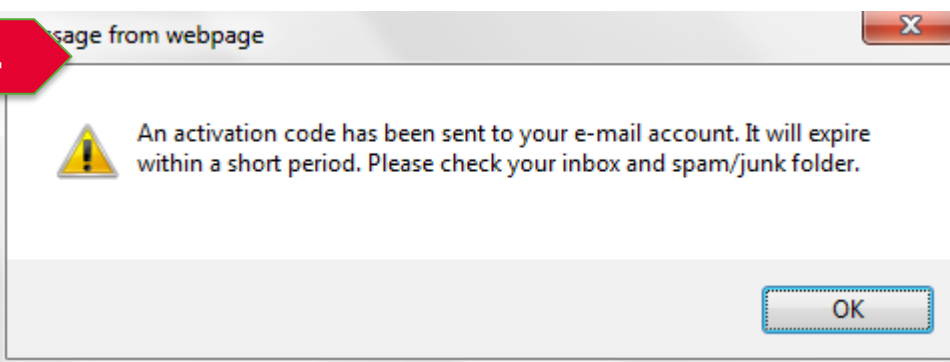 from webpage
An activation code has been sent to your e-mail account. It will expire
within a short period. Please check your inbox and spam/junk folder.
OK